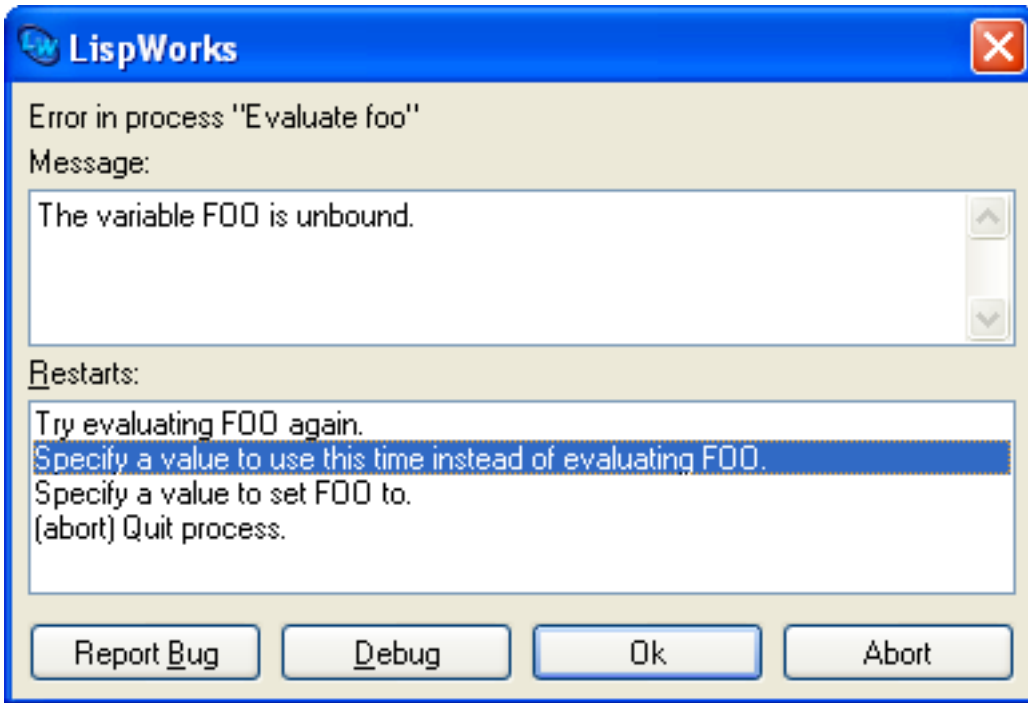 LispWorks
Error in process "Evaluate foo"
Message:
The variable FOO is unbound.
Restarts:
Try evaluating FOO again.
Specify a value to use this time instead of evaluating FOO.
Specify a value to set FOO to.
(abort) Quit process.
Report Bug Debug Ok Abort